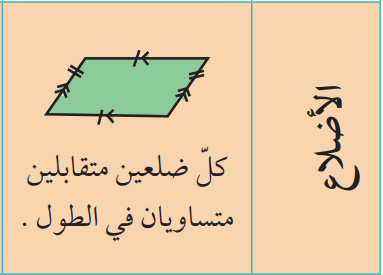 الأضلاع
كلّ ضلعين متقابلين
متساويان في الطول .